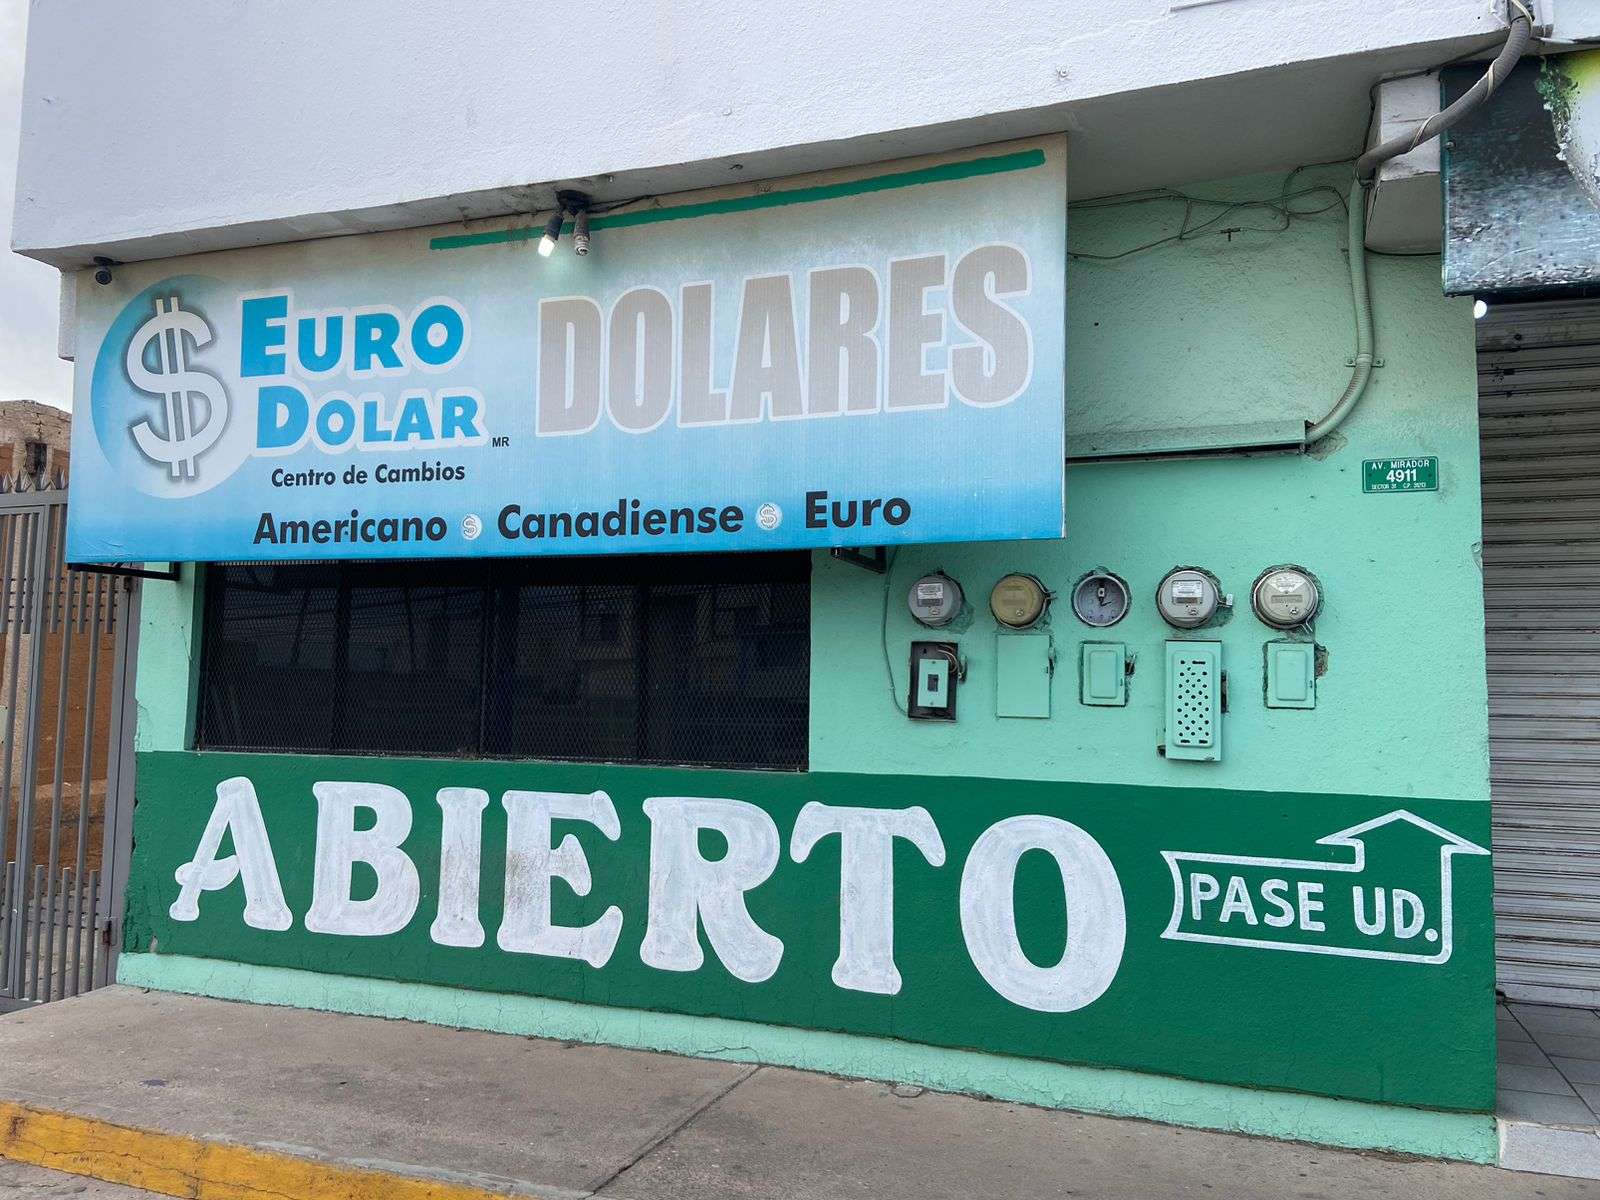 EURO
DOLAR MR
DOLARES
Centro de Cambios
Americano $ Canadiense $ Euro
AV. MIRADOR
4911
ABIERTO
PASE UD.